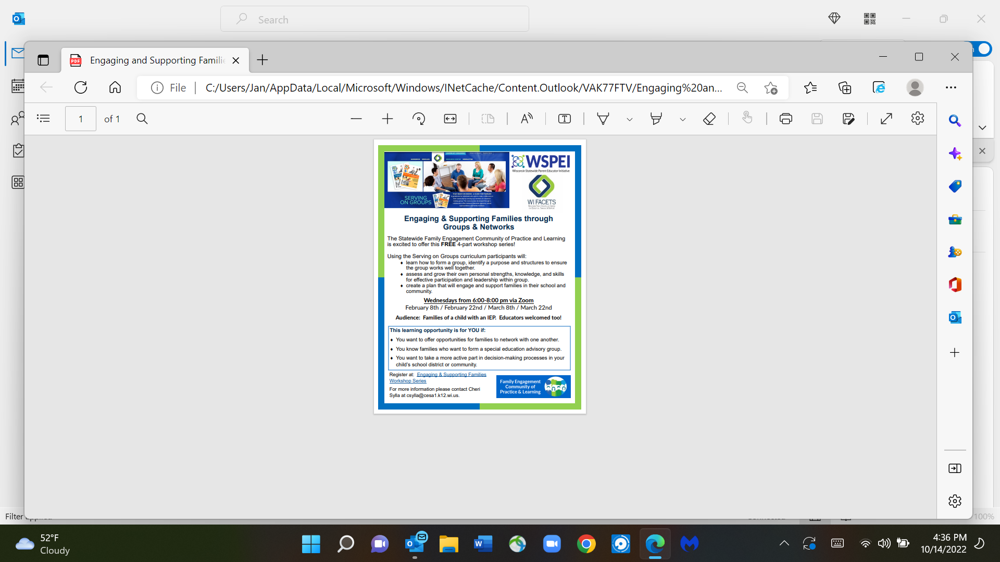 Search
Engaging and Supporting Familie
File
C:/Users/Jan/AppData/Local/Microsoft/Windows/INetCache/Content.Outlook/VAK77FTV/Engaging%20an...
1 of 1
WSPEI
Wisconsin Statewide Parent Educator Initiative
WI FACETS
SERVING
ON GROUPS
Engaging & Supporting Families through
Groups & Networks
The Statewide Family Engagement Community of Practice and Learning
is excited to offer this FREE 4-part workshop series!
Using the Serving on Groups curriculum participants will:
♦ learn how to form a group, identify a purpose and structures to ensure
the group works well together.
♦ assess and grow their own personal strengths, knowledge, and skills
for effective participation and leadership within group.
♦ create a plan that will engage and support families in their school and
community.
Wednesdays from 6:00-8:00 pm via Zoom
February 8th / February 22nd / March 8th / March 22nd
Audience: Families of a child with an IEP. Educators welcomed too!
This learning opportunity is for YOU if:
♦ You want to offer opportunities for families to network with one another.
♦ You know families who want to form a special education advisory group.
♦ You want to take a more active part in decision-making processes in your
child's school district or community.
Register at: Engaging & Supporting Families
Workshop Series
For more information please contact Cheri
Sylla at csylla@cesa1.k12.wi.us.
Family Engagement
Community of
Practice & Learning
Filter
100%
52°F
Cloudy
4:36 PM
10/14/2022